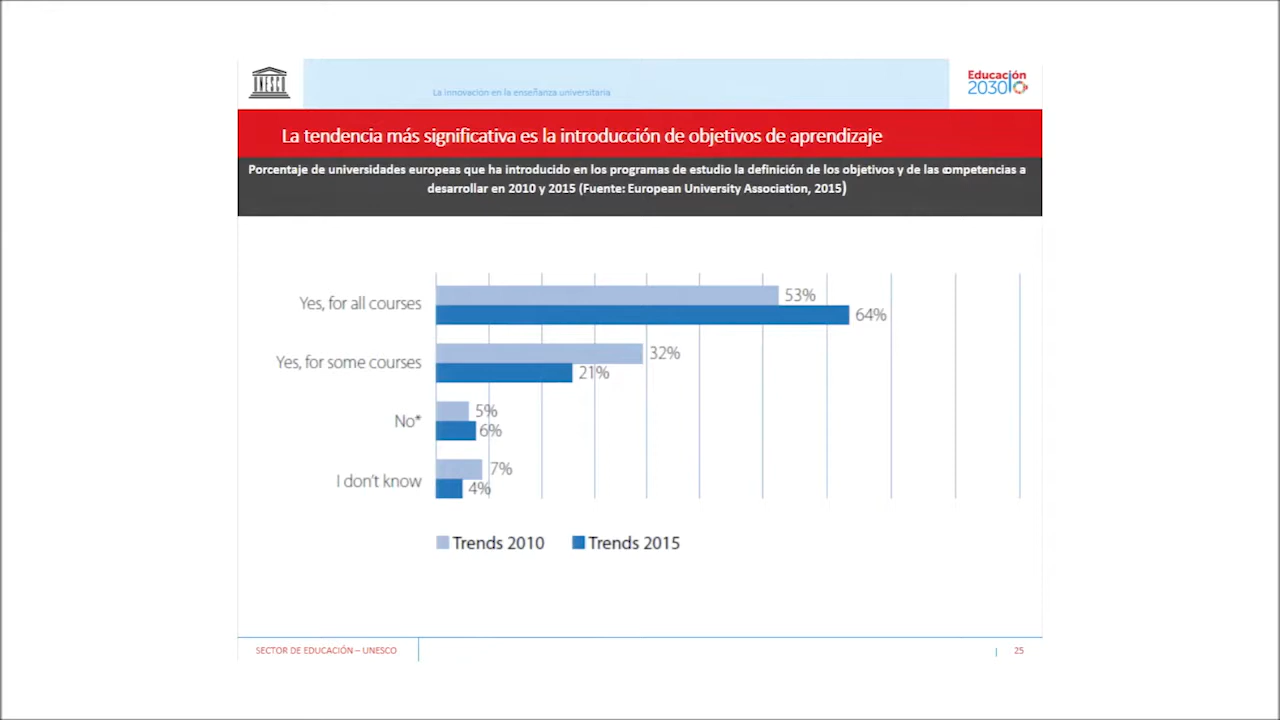 UNESCO
La innovación en la enseñanza universitaria
Educación
2030
La tendencia más significativa es la introducción de objetivos de aprendizaje
Porcentaje de universidades europeas que ha introducido en los programas de estudio la definición de los objetivos y de las competencias a
desarrollar en 2010 y 2015 (Fuente: European University Association, 2015)
Yes, for all courses
53%
64%
Yes, for some courses
32%
21%
No*
5%
6%
I don't know
7%
4%
Trends 2010 Trends 2015
SECTOR DE EDUCACIÓN – UNESCO
| 25